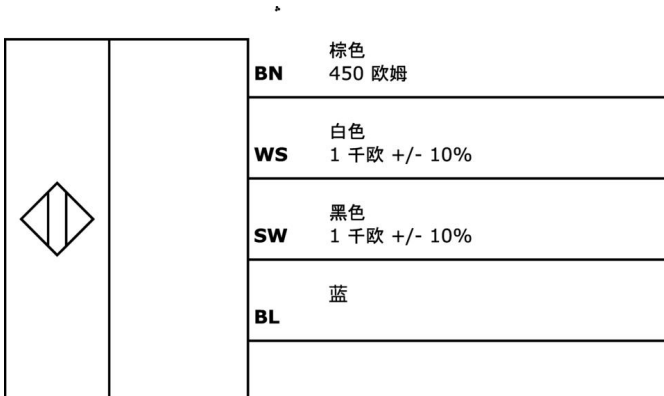 棕色
BN 450 欧姆
白色
WS 1 千欧 +/- 10%
黑色
SW 1 千欧 +/- 10%
蓝
BL